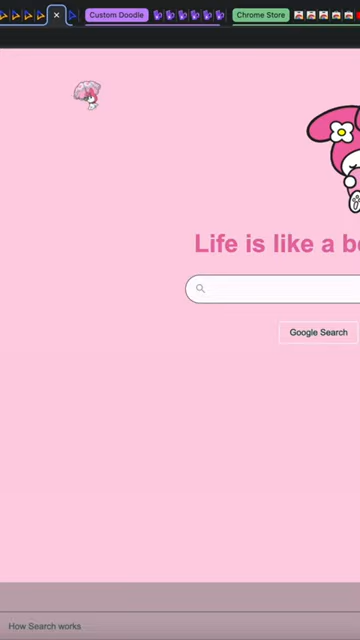 Custom Doodle
Chrome Store
Life is like a
Google Search
How Search works